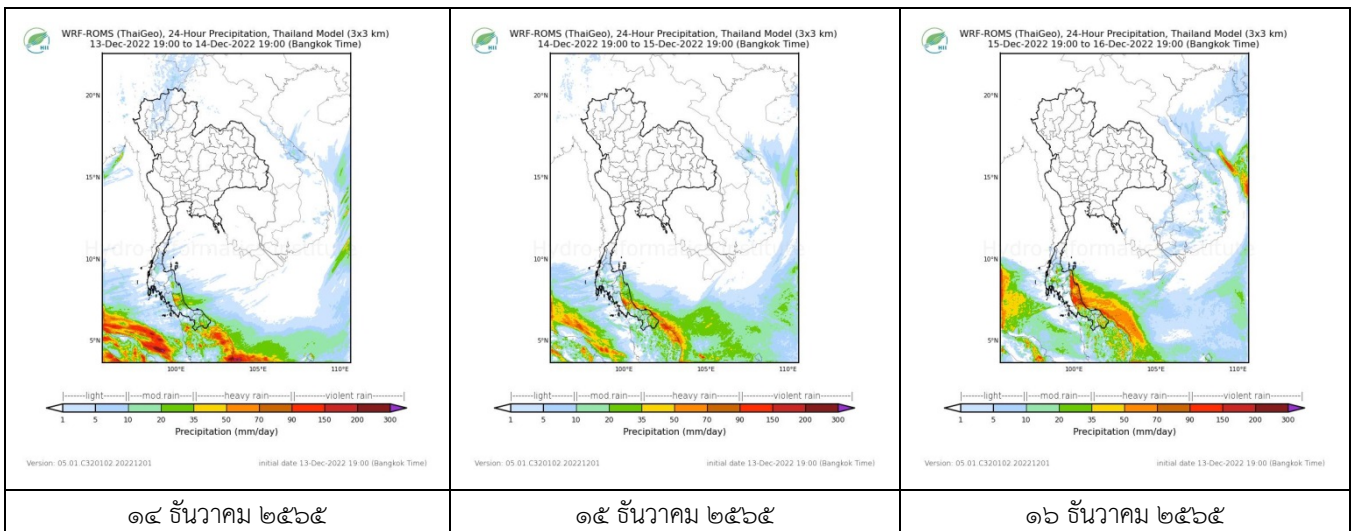 HII
WRF-ROMS (ThaiGeo), 24-Hour Precipitation, Thailand Model (3x3 km)
13-Dec-2022 19:00 to 14-Dec-2022 19:00 (Bangkok Time)
20°N
15°N
10°N
5°N
100°E 105°E 110°E
Hydro Informatics Institute
|------light------||---mod rain---||------heavy rain------||------violent rain------|
1 5 10 20 35 50 70 90 150 200 300
Precipitation (mm/day)
Version: 05.01.C320102.20221201 initial date 13-Dec-2022 19:00 (Bangkok Time)
๑๔ ธันวาคม ๒๕๖๕
HII
WRF-ROMS (ThaiGeo), 24-Hour Precipitation, Thailand Model (3x3 km)
14-Dec-2022 19:00 to 15-Dec-2022 19:00 (Bangkok Time)
20°N
15°N
10°N
5°N
100°E 105°E 110°E
Hydro Informatics Institute
|------light------||---mod rain---||------heavy rain------||------violent rain------|
1 5 10 20 35 50 70 90 150 200 300
Precipitation (mm/day)
Version: 05.01.C320102.20221201 initial date 13-Dec-2022 19:00 (Bangkok Time)
๑๕ ธันวาคม ๒๕๖๕
HII
WRF-ROMS (ThaiGeo), 24-Hour Precipitation, Thailand Model (3x3 km)
15-Dec-2022 19:00 to 16-Dec-2022 19:00 (Bangkok Time)
20°N
15°N
10°N
5°N
100°E 105°E 110°E
Hydro Informatics Institute
|------light------||---mod rain---||------heavy rain------||------violent rain------|
1 5 10 20 35 50 70 90 150 200 300
Precipitation (mm/day)
Version: 05.01.C320102.20221201 initial date 13-Dec-2022 19:00 (Bangkok Time)
๑๖ ธันวาคม ๒๕๖๕